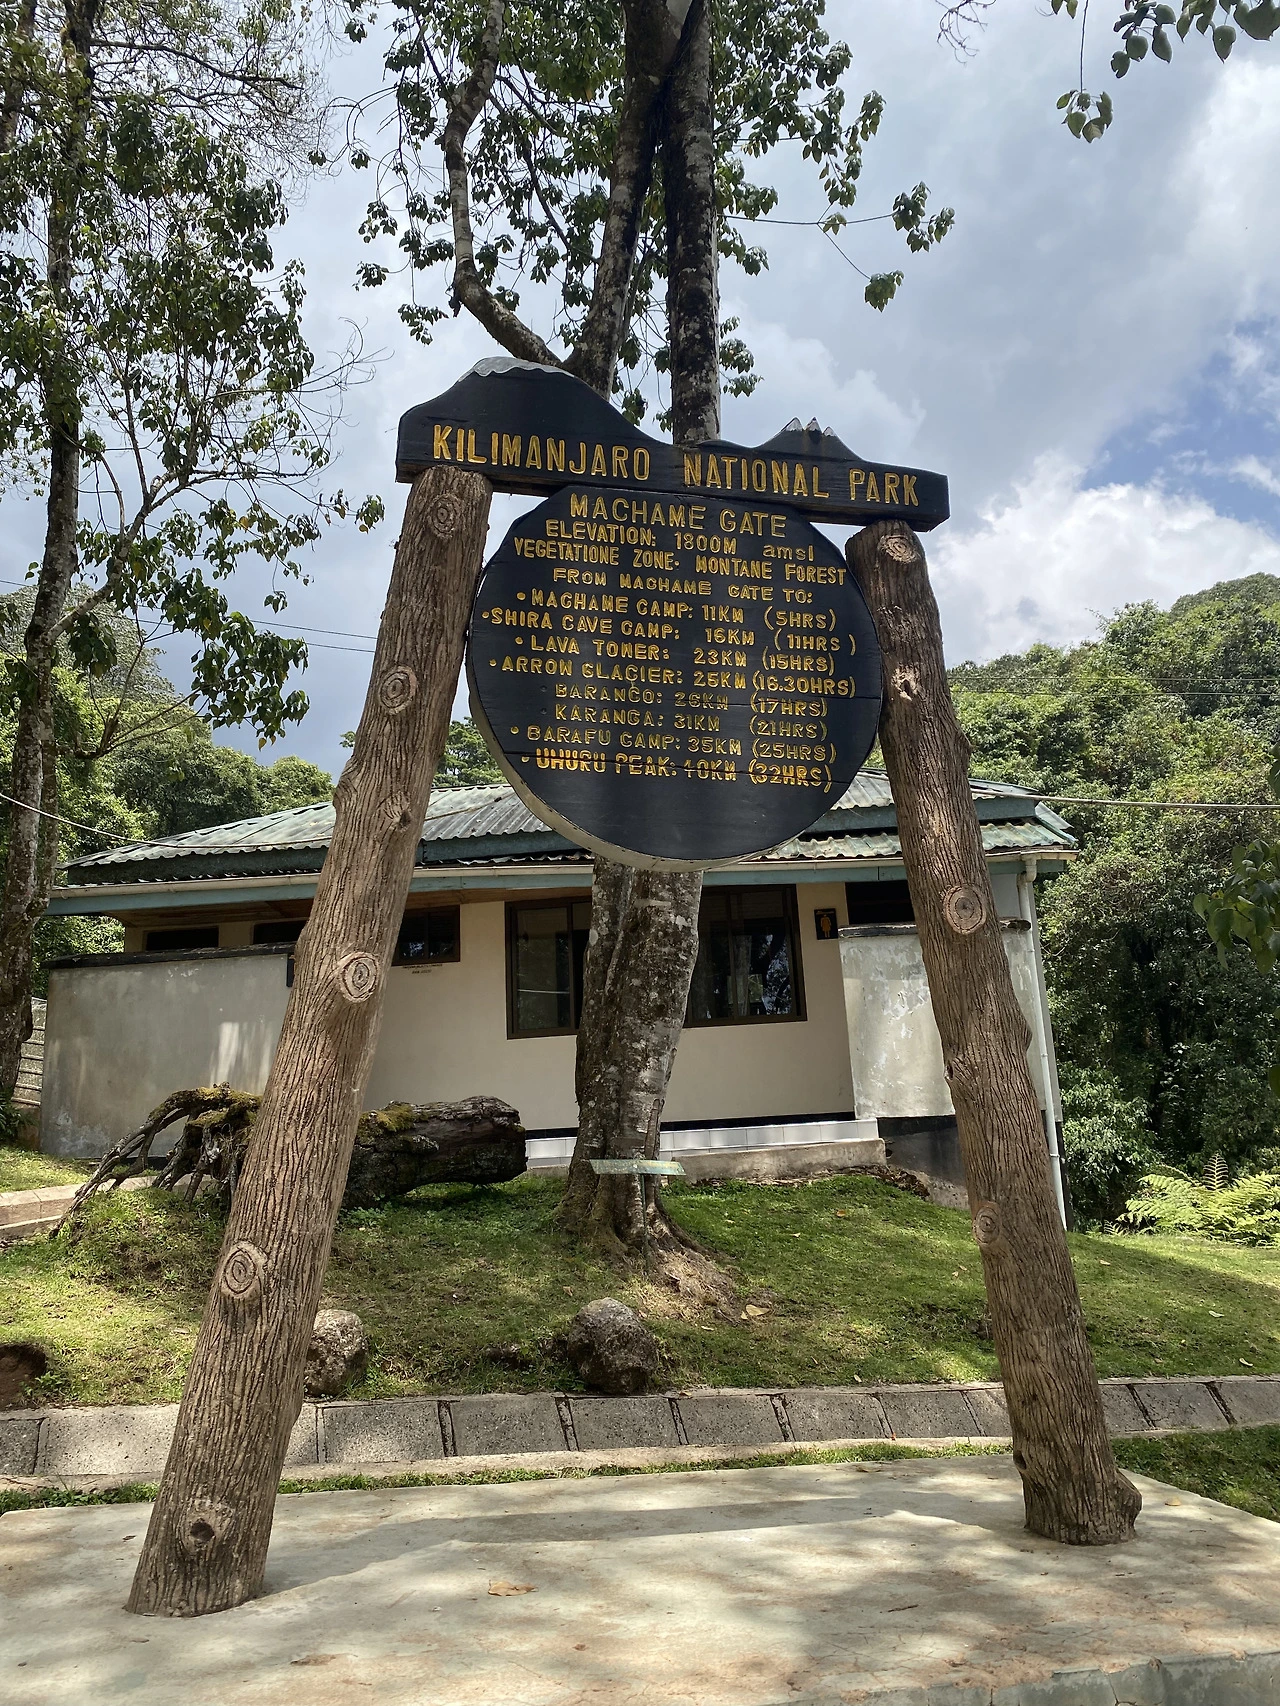 KILIMANJARO NATIONAL PARK
MACHAME GATE
ELEVATION: 1800M amsl
VEGETATIONE ZONE· MONTANE FOREST
FROM MACHAME GATE TO:
• MACHAME CAMP: 11KM (5HRS)
• SHIRA CAVE CAMP: 16KM (11HRS)
• LAVA TONER: 23KM (15HRS)
• ARRON GLACIER: 25KM (16.30HRS)
BARANCO: 26KM (17HRS)
KARANGA: 31KM (21HRS)
• BARAFU CAMP: 35KM (25HRS)
• UHURU PEAK: 40KM (32HRS)